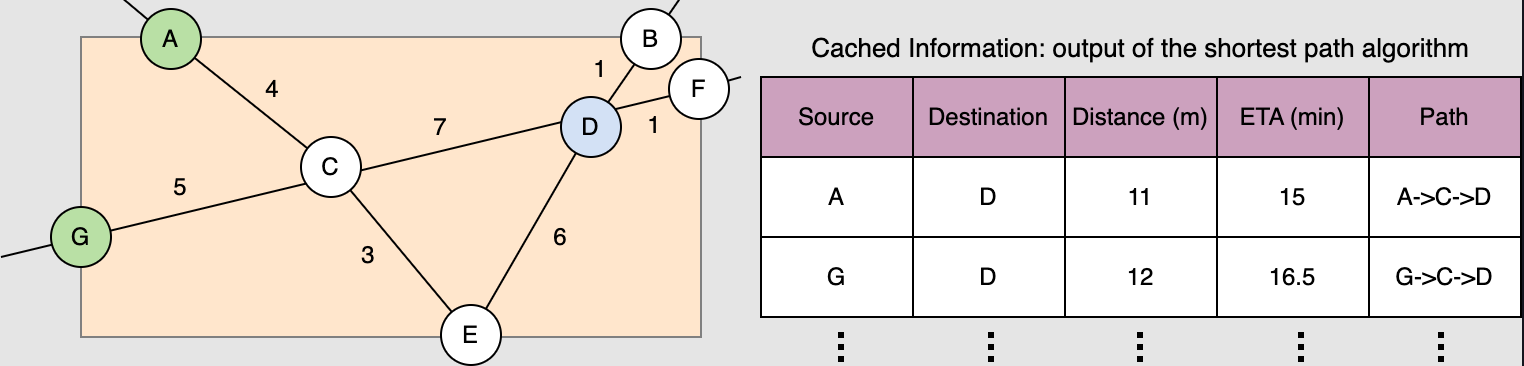 A
B
F
1
4
7
D
1
C
5
G
3
6
E
Cached Information: output of the shortest path algorithm
Source Destination Distance (m) ETA (min) Path
A D 11 15 A->C->D
G D 12 16.5 G->C->D